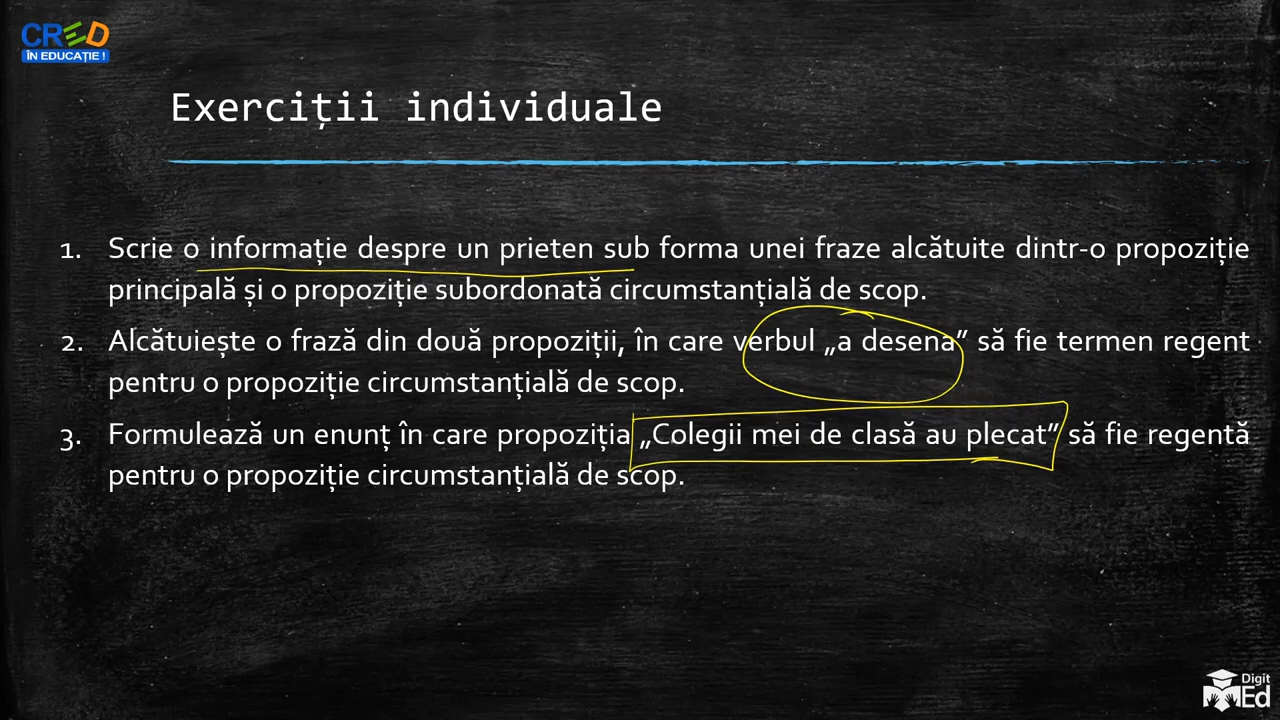 CRED
ÎN EDUCAȚIE !
Exerciții individuale
1. Scrie o informație despre un prieten sub forma unei fraze alcătuite dintr-o propoziție
principală și o propoziție subordonată circumstanțială de scop.
2. Alcătuiește o frază din două propoziții, în care verbul „a desena” să fie termen regent
pentru o propoziție circumstanțială de scop.
3. Formulează un enunț în care propoziția „Colegii mei de clasă au plecat” să fie regentă
pentru o propoziție circumstanțială de scop.
Digit
Ed